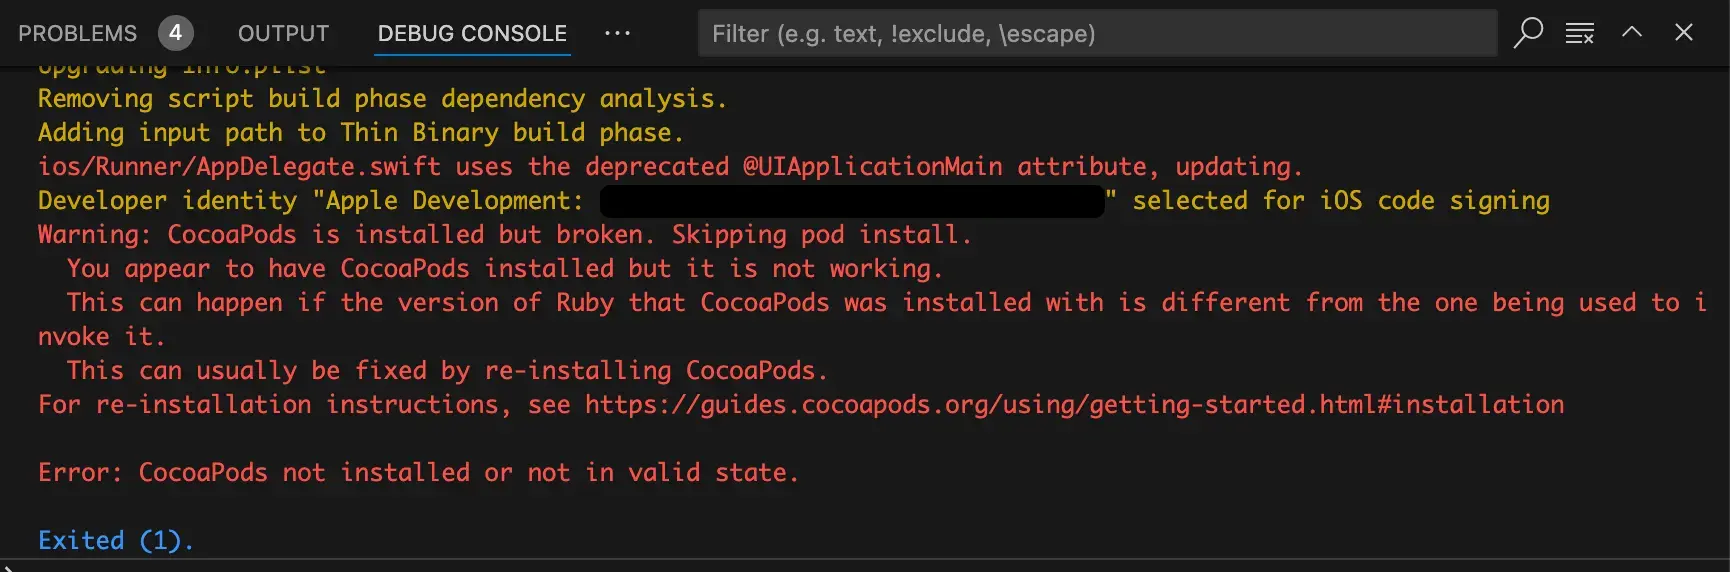 PROBLEMS 4 OUTPUT DEBUG CONSOLE ··· Filter (e.g. text, !exclude, \escape)
Upgrading Info.plist
Removing script build phase dependency analysis.
Adding input path to Thin Binary build phase.
ios/Runner/AppDelegate.swift uses the deprecated @UIApplicationMain attribute, updating.
Developer identity "Apple Development: " selected for iOS code signing
Warning: CocoaPods is installed but broken. Skipping pod install.
You appear to have CocoaPods installed but it is not working.
This can happen if the version of Ruby that CocoaPods was installed with is different from the one being used to i
nvoke it.
This can usually be fixed by re-installing CocoaPods.
For re-installation instructions, see https://guides.cocoapods.org/using/getting-started.html#installation
Error: CocoaPods not installed or not in valid state.
Exited (1).